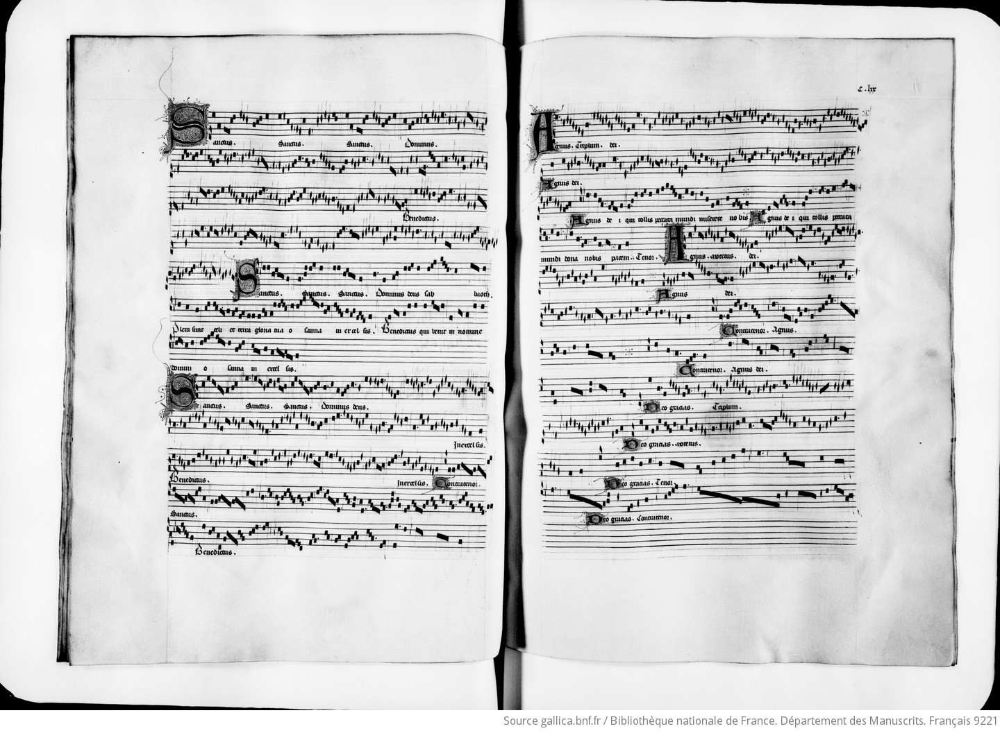 Sanctus. Sanctus. Sanctus. Dominus.
Benedictus.
Sanctus. Sanctus. Sanctus. Dominus deus sab baoth.
Pleni sunt celi et terra gloria tua o sanna in excel sis. Benedictus qui venit in nomine
domini o sanna in excel sis.
Sanctus. Sanctus. Sanctus. Dominus deus.
In excelsis.
Benedictus. In excelsis. Contratenor.
Sanctus.
Benedictus.
C.lxx
Agnus. Triplum. dei.
Agnus dei.
Agnus de i qui tollis peccata mundi miserere no bis Agnus de i qui tollis peccata
mundi dona nobis pacem. Tenor. Agnus. motetus. dei.
Agnus dei.
Contratenor. Agnus.
Contratenor. Agnus dei.
Deo gracias. Triplum.
Deo gracias. motetus.
Deo gracias. Tenor.
Deo gracias. Contratenor.
Source gallica.bnf.fr / Bibliothèque nationale de France. Département des Manuscrits. Français 9221